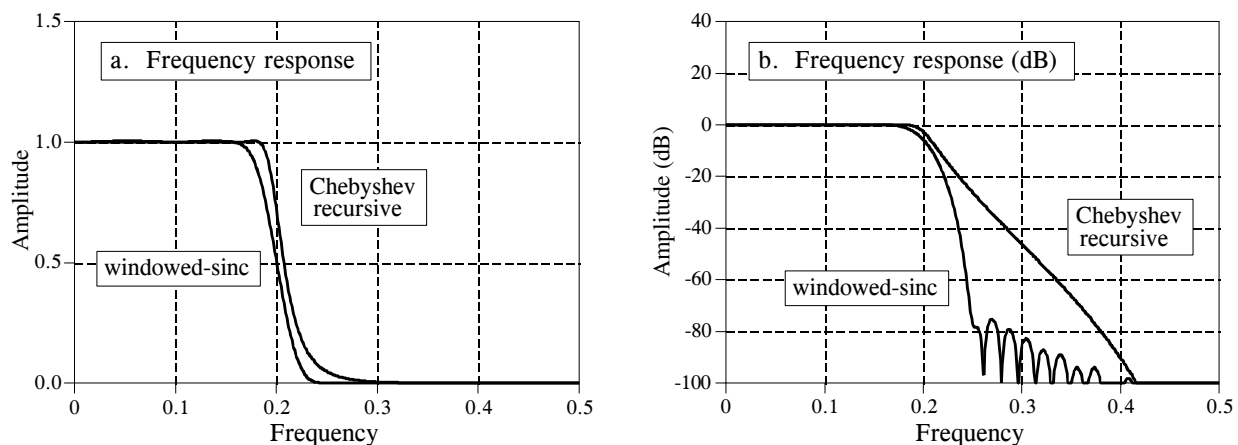 a. Frequency response
1.5
1.0
0.5
0.0
Amplitude
Chebyshev
recursive
windowed-sinc
0 0.1 0.2 0.3 0.4 0.5
Frequency
b. Frequency response (dB)
40
20
0
-20
-40
-60
-80
-100
Amplitude (dB)
Chebyshev
recursive
windowed-sinc
0 0.1 0.2 0.3 0.4 0.5
Frequency